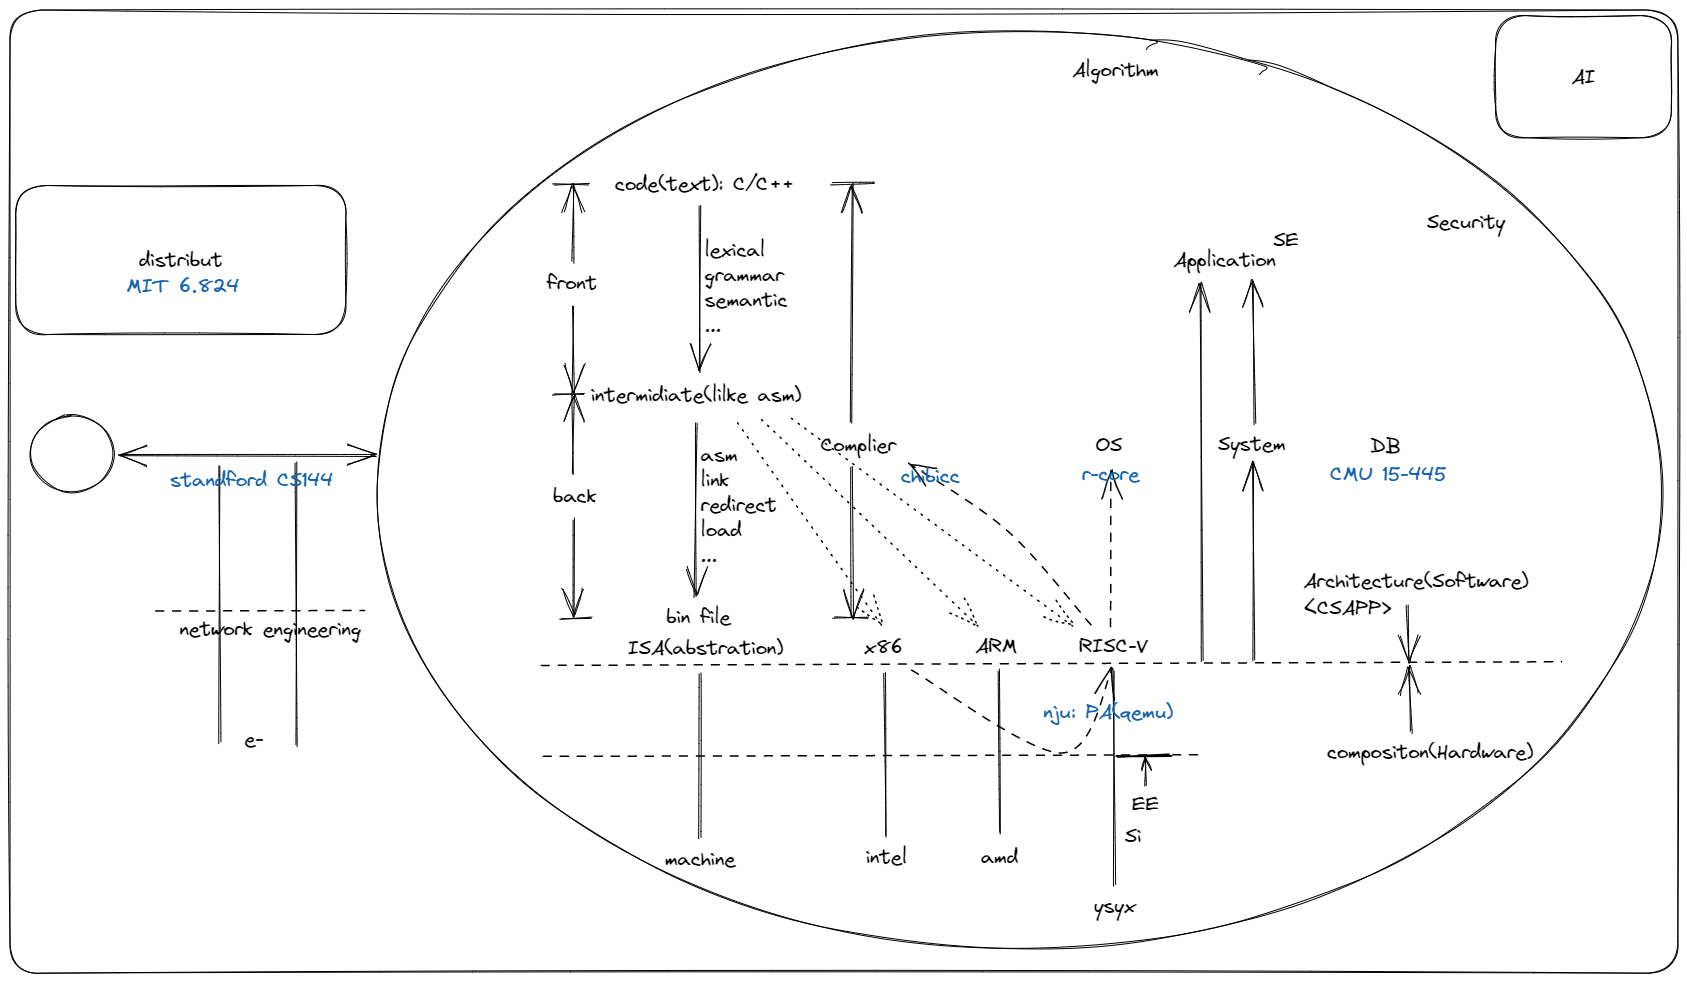 Algorithm
AI
code(text): C/C++
Security
SE
Application
distribut
MIT 6.824
lexical
grammar
semantic
...
front
intermidiate(lilke asm)
Complier
chibicc
OS
r-core
System
DB
CMU 15-445
standford CS144
asm
link
redirect
load
...
back
Architecture(Software)
<CSAPP>
bin file
network engineering
ISA(abstration)
x86
ARM
RISC-V
nju: PA(qemu)
e-
compositon(Hardware)
EE
Si
machine
intel
amd
ysyx